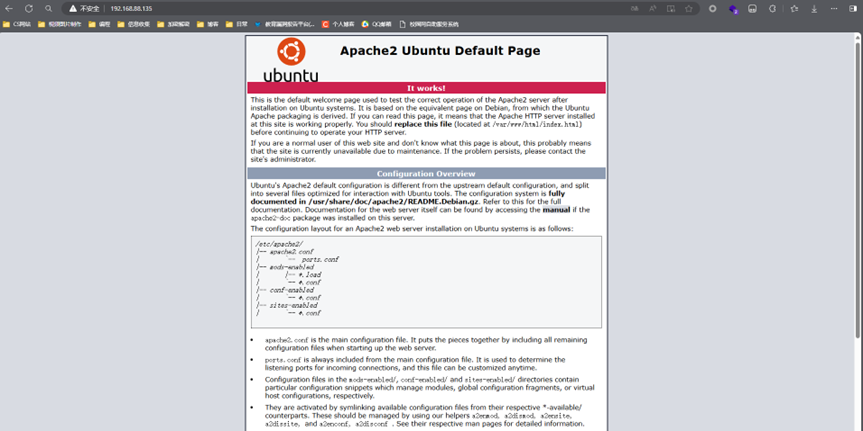 不安全 | 192.168.88.135
CS网站 视频图片制作 编程 信息收集 加密解密 博客 日常 教育漏洞报告平台(... 个人博客 QQ邮箱 校园网自助服务系统
Apache2 Ubuntu Default Page
ubuntu
It works!
This is the default welcome page used to test the correct operation of the Apache2 server after
installation on Ubuntu systems. It is based on the equivalent page on Debian, from which the Ubuntu
Apache packaging is derived. If you can read this page, it means that the Apache HTTP server installed
at this site is working properly. You should replace this file (located at /var/www/html/index.html)
before continuing to operate your HTTP server.
If you are a normal user of this web site and don't know what this page is about, this probably means
that the site is currently unavailable due to maintenance. If the problem persists, please contact the
site's administrator.
Configuration Overview
Ubuntu's Apache2 default configuration is different from the upstream default configuration, and split
into several files optimized for interaction with Ubuntu tools. The configuration system is fully
documented in /usr/share/doc/apache2/README.Debian.gz. Refer to this for the full
documentation. Documentation for the web server itself can be found by accessing the manual if the
apache2-doc package was installed on this server.
The configuration layout for an Apache2 web server installation on Ubuntu systems is as follows:
/etc/apache2/
|-- apache2.conf
| `-- ports.conf
|-- mods-enabled
| |-- *.load
| `-- *.conf
|-- conf-enabled
| `-- *.conf
|-- sites-enabled
| `-- *.conf
• apache2.conf is the main configuration file. It puts the pieces together by including all remaining
configuration files when starting up the web server.
• ports.conf is always included from the main configuration file. It is used to determine the
listening ports for incoming connections, and this file can be customized anytime.
• Configuration files in the mods-enabled/, conf-enabled/ and sites-enabled/ directories contain
particular configuration snippets which manage modules, global configuration fragments, or virtual
host configurations, respectively.
• They are activated by symlinking available configuration files from their respective *-available/
counterparts. These should be managed by using our helpers a2enmod, a2dismod, a2ensite,
a2dissite, and a2enconf, a2disconf . See their respective man pages for detailed information.